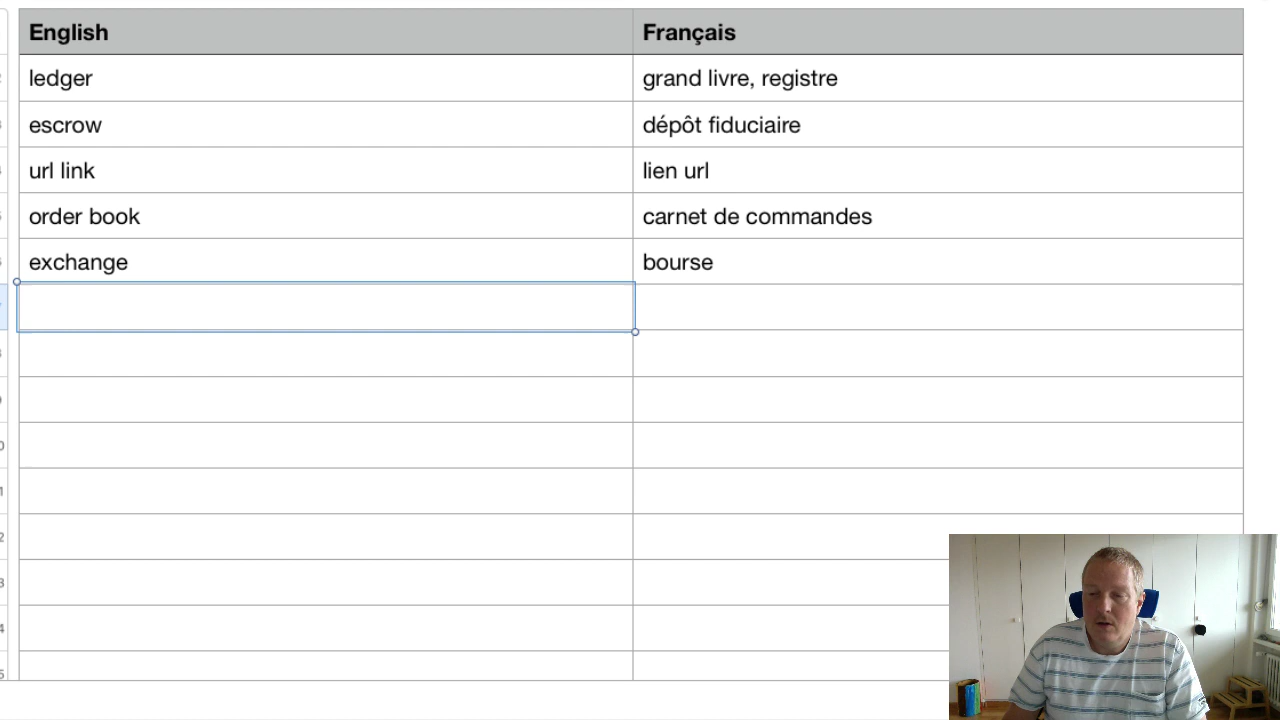 English Français
ledger grand livre, registre
escrow dépôt fiduciaire
url link lien url
order book carnet de commandes
exchange bourse